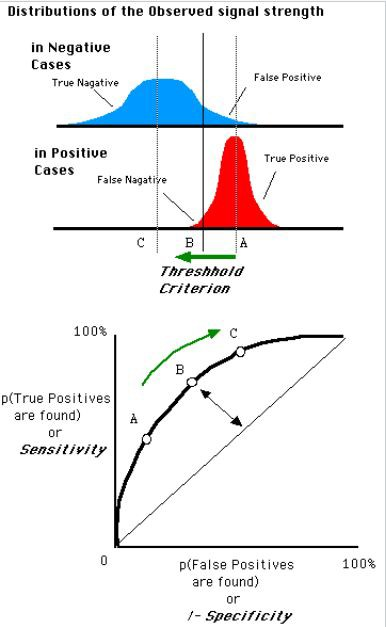 Distributions of the Observed signal strength
in Negative
Cases
True Nagative
False Positive
in Positive
Cases
True Positive
False Nagative
C B A
Threshhold
Criterion
100%
C
B
A
p(True Positives
are found)
or
Sensitivity
0
p(False Positives
are found)
or
100%
/- Specificity